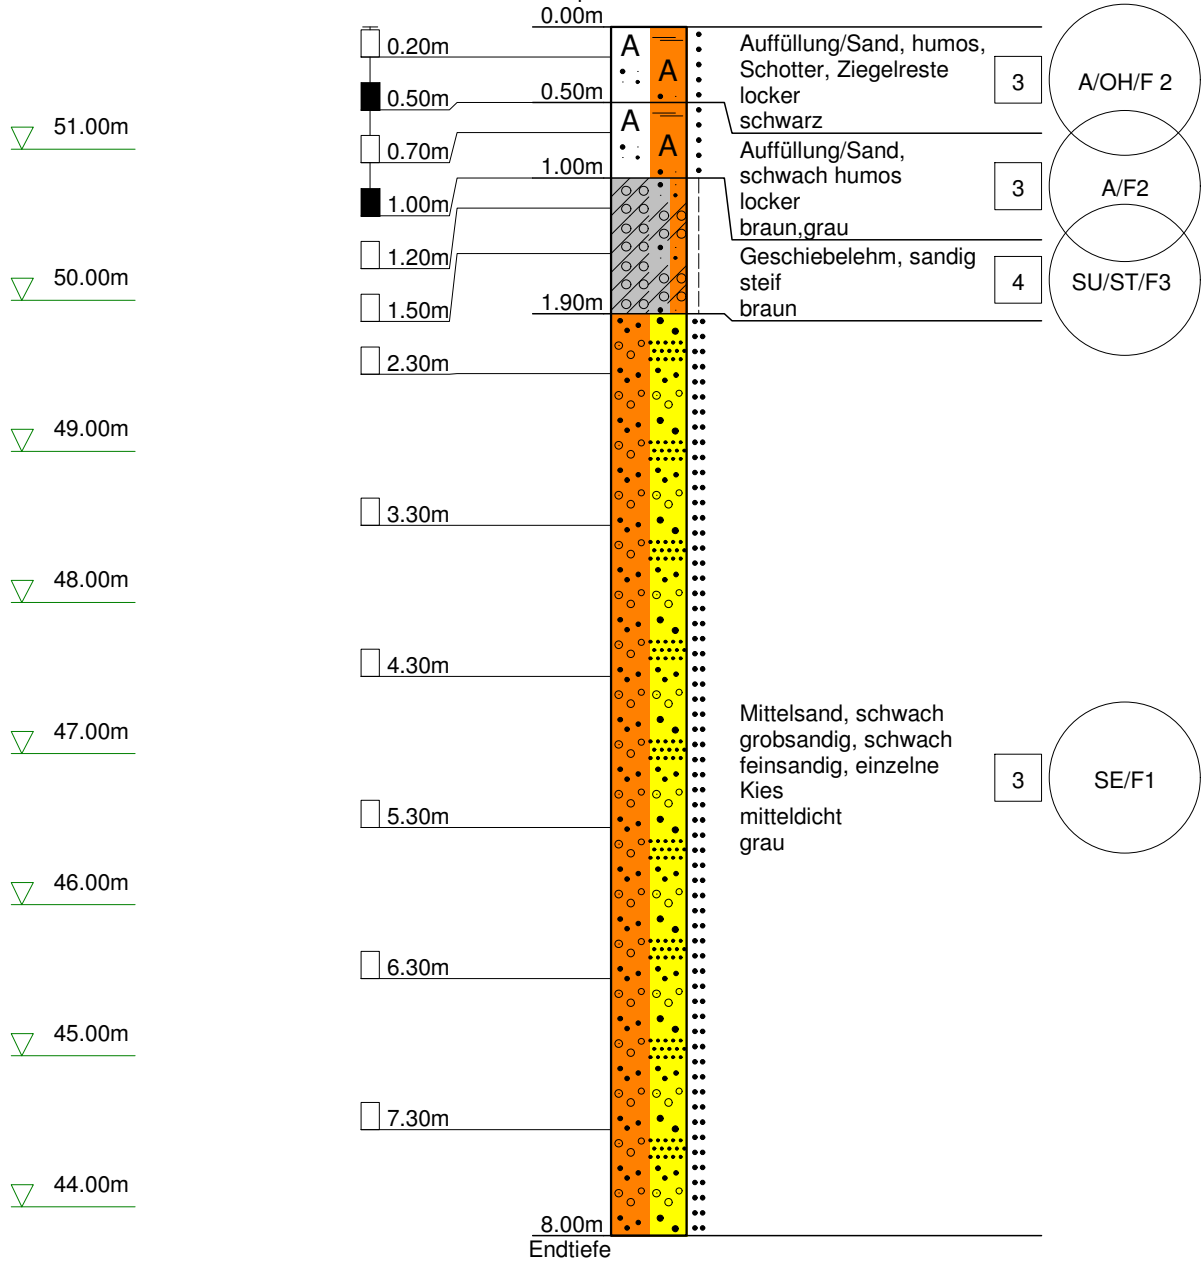 0.00m
0.20m
0.50m
0.70m
1.00m
1.20m
1.50m
2.30m
3.30m
4.30m
5.30m
6.30m
7.30m
51.00m
50.00m
49.00m
48.00m
47.00m
46.00m
45.00m
44.00m
0.50m
1.00m
1.90m
8.00m
Endtiefe
A
A
A
A
Auffüllung/Sand, humos,
Schotter, Ziegelreste
locker
schwarz
3
A/OH/F 2
Auffüllung/Sand,
schwach humos
locker
braun,grau
3
A/F2
Geschiebelehm, sandig
steif
braun
4
SU/ST/F3
Mittelsand, schwach
grobsandig, schwach
feinsandig, einzelne
Kies
mitteldicht
grau
3
SE/F1